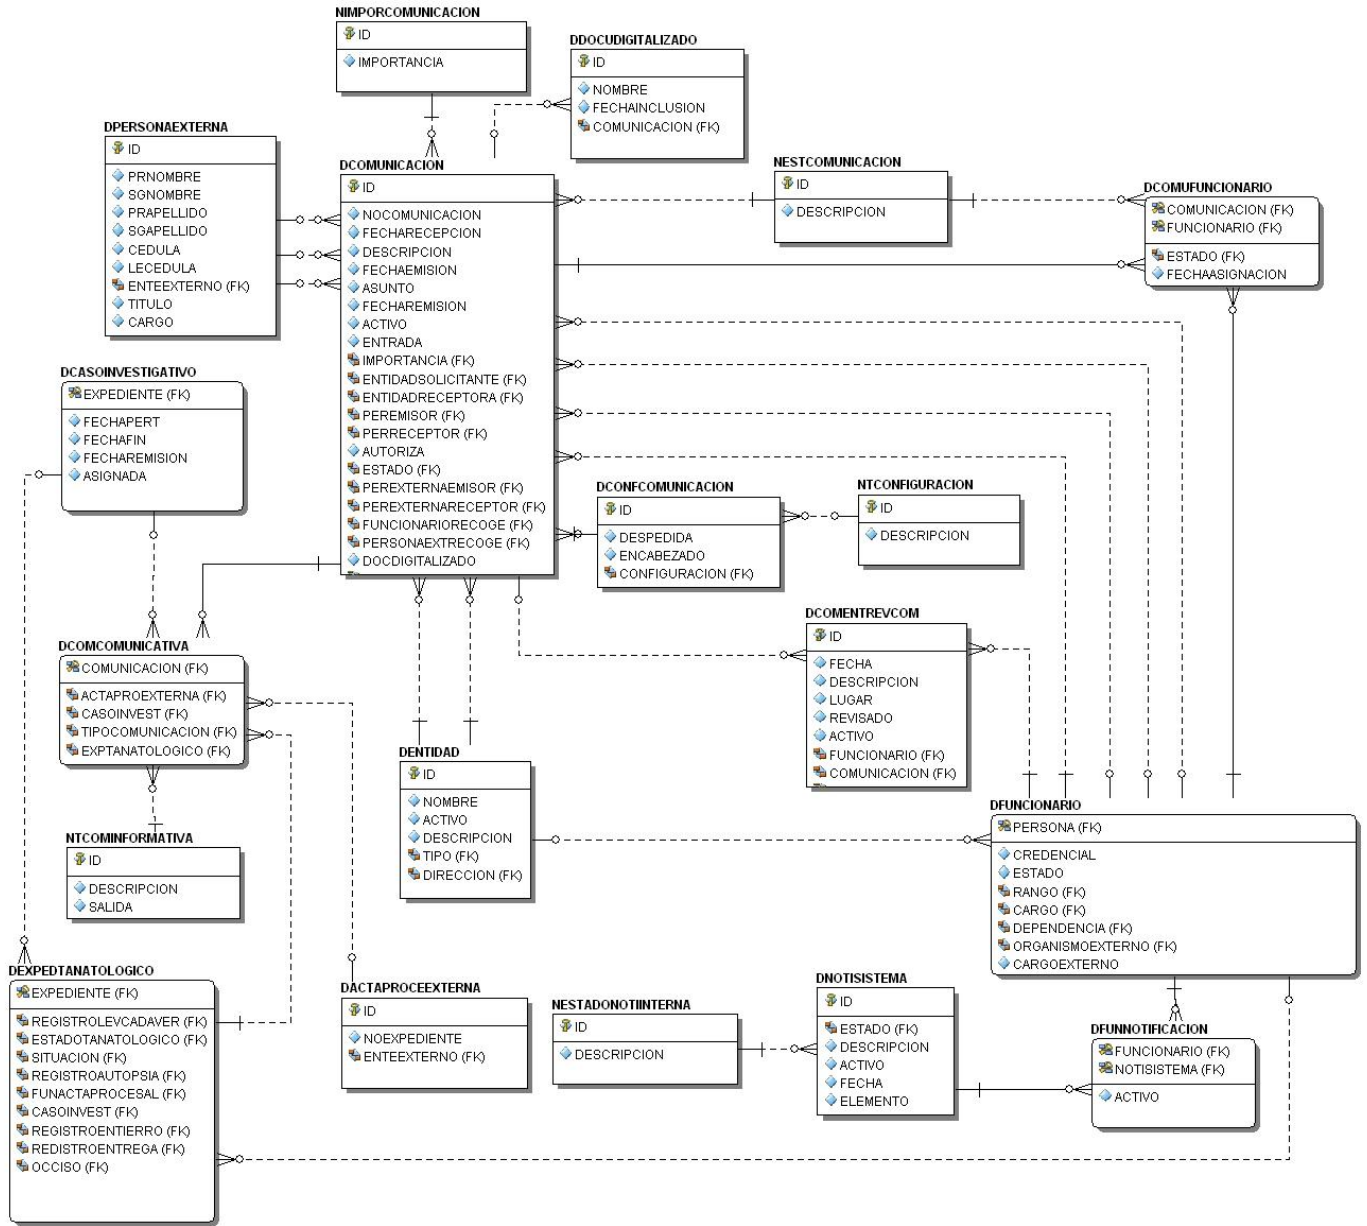 NIMPORCOMUNICACION
ID
IMPORTANCIA
DDOCUDIGITALIZADO
ID
NOMBRE
FECHAINCLUSION
COMUNICACION (FK)
DPERSONAEXTERNA
ID
PRNOMBRE
SGNOMBRE
PRAPELLIDO
SGAPELLIDO
CEDULA
LECEDULA
ENTEEXTERNO (FK)
TITULO
CARGO
DCOMUNICACION
ID
NOCOMUNICACION
FECHARECEPCION
DESCRIPCION
FECHAEMISION
ASUNTO
FECHAREMISION
ACTIVO
ENTRADA
IMPORTANCIA (FK)
ENTIDADSOLICITANTE (FK)
ENTIDADRECEPTORA (FK)
PEREMISOR (FK)
PERRECEPTOR (FK)
AUTORIZA
ESTADO (FK)
PEREXTERNAEMISOR (FK)
PEREXTERNARECEPTOR (FK)
FUNCIONARIORECOGE (FK)
PERSONAEXTRECOGE (FK)
DOCDIGITALIZADO
NESTCOMUNICACION
ID
DESCRIPCION
DCOMUFUNCIONARIO
COMUNICACION (FK)
FUNCIONARIO (FK)
ESTADO (FK)
FECHAASIGNACION
DCASOINVESTIGATIVO
EXPEDIENTE (FK)
FECHAPERT
FECHAFIN
FECHAREMISION
ASIGNADA
DCONFCOMUNICACION
ID
DESPEDIDA
ENCABEZADO
CONFIGURACION (FK)
NTCONFIGURACION
ID
DESCRIPCION
DCOMCOMUNICATIVA
COMUNICACION (FK)
ACTAPROEXTERNA (FK)
CASOINVEST (FK)
TIPOCOMUNICACION (FK)
EXPTANATOLOGICO (FK)
DCOMENTREVCOM
ID
FECHA
DESCRIPCION
LUGAR
REVISADO
ACTIVO
FUNCIONARIO (FK)
COMUNICACION (FK)
DENTIDAD
ID
NOMBRE
ACTIVO
DESCRIPCION
TIPO (FK)
DIRECCION (FK)
NTCOMINFORMATIVA
ID
DESCRIPCION
SALIDA
DFUNCIONARIO
PERSONA (FK)
CREDENCIAL
ESTADO
RANGO (FK)
CARGO (FK)
DEPENDENCIA (FK)
ORGANISMOEXTERNO (FK)
CARGOEXTERNO
DEXPEDTANATOLOGICO
EXPEDIENTE (FK)
REGISTROLEVCADAVER (FK)
ESTADOTANATOLOGICO (FK)
SITUACION (FK)
REGISTROAUTOPSIA (FK)
FUNACTAPROCESAL (FK)
CASOINVEST (FK)
REGISTROENTIERRO (FK)
REDISTROENTREGA (FK)
OCCISO (FK)
DACTAPROCEEXTERNA
ID
NOEXPEDIENTE
ENTEEXTERNO (FK)
NESTADONOTIINTERNA
ID
DESCRIPCION
DNOTISISTEMA
ID
ESTADO (FK)
DESCRIPCION
ACTIVO
FECHA
ELEMENTO
DFUNNOTIFICACION
FUNCIONARIO (FK)
NOTISISTEMA (FK)
ACTIVO